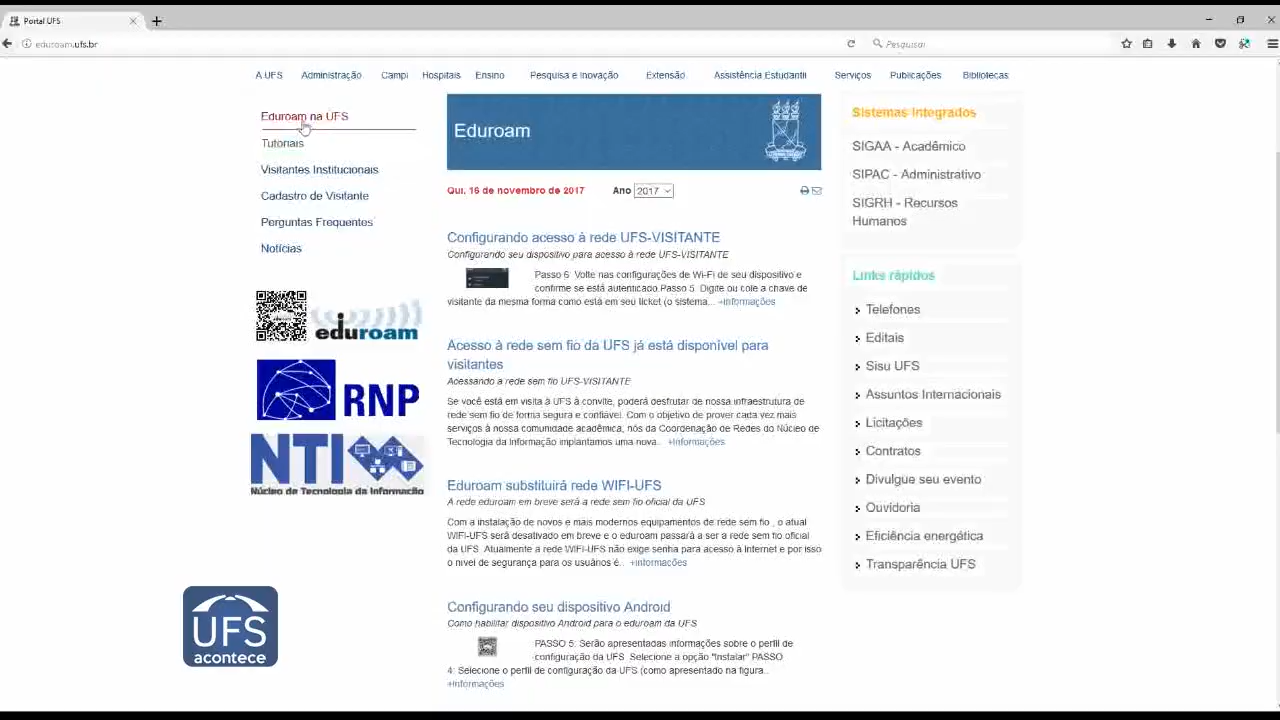 Portal UFS
eduroam.ufs.br
Pesquisar
A UFS Administração Campi Hospitais Ensino Pesquisa e Inovação Extensão Assistência Estudantil Serviços Publicações Bibliotecas
Eduroam na UFS
Tutoriais
Visitantes Institucionais
Cadastro de Visitante
Perguntas Frequentes
Notícias
eduroam
RNP
NTI
Núcleo de Tecnologia da Informação
UFS
acontece
Eduroam
Qui, 16 de novembro de 2017 Ano 2017
Configurando acesso à rede UFS-VISITANTE
Configurando seu dispositivo para acesso à rede UFS-VISITANTE
Passo 6: Volte nas configurações de Wi-Fi de seu dispositivo e
confirme se está autenticado.Passo 5: Digite ou cole a chave de
visitante da mesma forma como está em seu ticket (o sistema... +informações
Acesso à rede sem fio da UFS já está disponível para
visitantes
Acessando a rede sem fio UFS-VISITANTE
Se você está em visita à UFS à convite, poderá desfrutar de nossa infraestrutura de
rede sem fio de forma segura e confiável. Com o objetivo de prover cada vez mais
serviços à nossa comunidade acadêmica, nós da Coordenação de Redes do Núcleo de
Tecnologia da Informação implantamos uma nova... +informações
Eduroam substituirá rede WIFI-UFS
A rede eduroam em breve será a rede sem fio oficial da UFS
Com a instalação de novos e mais modernos equipamentos de rede sem fio , o atual
WIFI-UFS será desativado em breve e o eduroam passará a ser a rede sem fio oficial
da UFS. Atualmente a rede WIFI-UFS não exige senha para acesso à Internet e por isso
o nível de segurança para os usuários é... +informações
Configurando seu dispositivo Android
Como habilitar dispositivo Android para o eduroam da UFS
PASSO 5: Serão apresentadas informações sobre o perfil de
configuração da UFS. Selecione a opção "Instalar" PASSO
4: Selecione o perfil de configuração da UFS (como apresentado na figura...
+informações
Sistemas Integrados
SIGAA - Acadêmico
SIPAC - Administrativo
SIGRH - Recursos
Humanos
Links rápidos
Telefones
Editais
Sisu UFS
Assuntos Internacionais
Licitações
Contratos
Divulgue seu evento
Ouvidoria
Eficiência energética
Transparência UFS